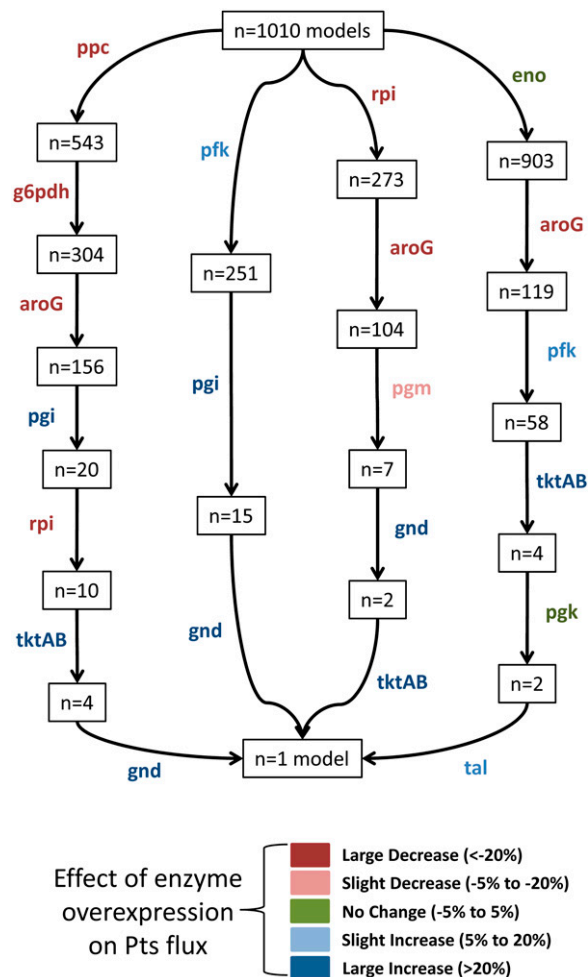 n=1010 models
ppc
n=543
g6pdh
n=304
aroG
n=156
pgi
n=20
rpi
n=10
tktAB
n=4
gnd
pfk
n=251
pgi
n=15
gnd
rpi
n=273
aroG
n=104
pgm
n=7
gnd
n=2
tktAB
eno
n=903
aroG
n=119
pfk
n=58
tktAB
n=4
pgk
n=2
tal
n=1 model
Effect of enzyme
overexpression
on Pts flux
Large Decrease (<-20%)
Slight Decrease (-5% to -20%)
No Change (-5% to 5%)
Slight Increase (5% to 20%)
Large Increase (>20%)